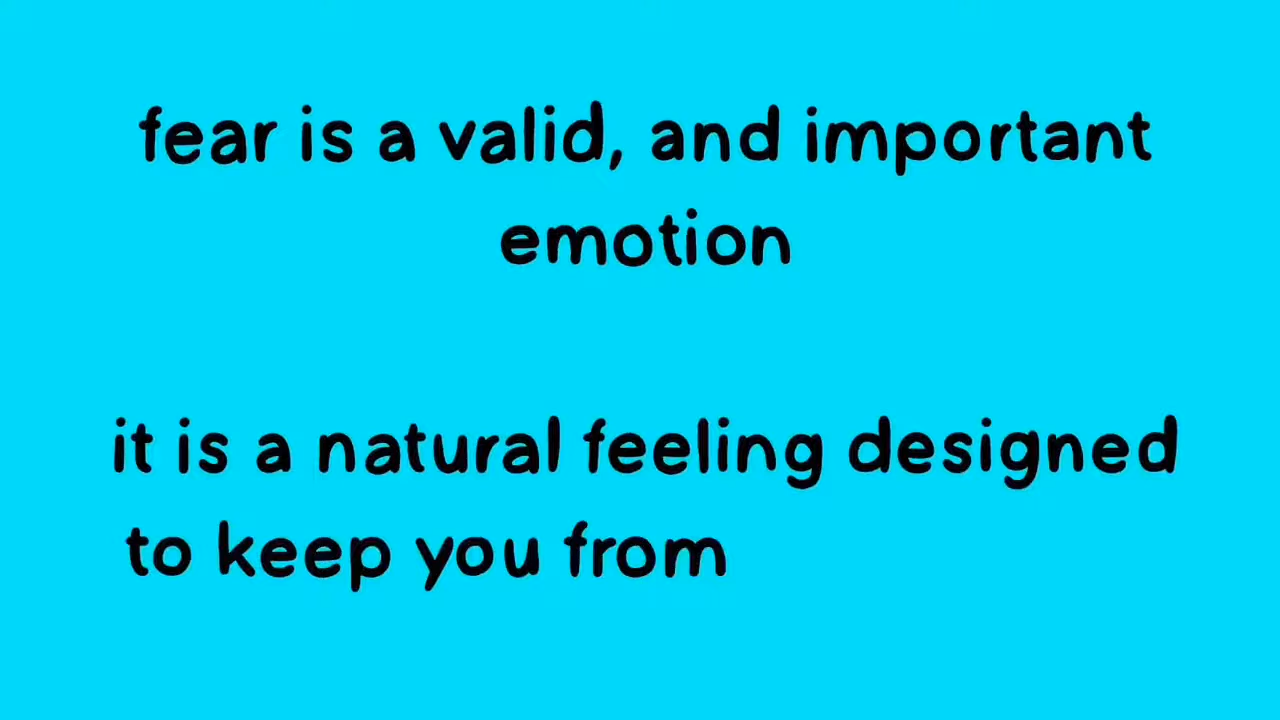 fear is a valid, and important
emotion
it is a natural feeling designed
to keep you from